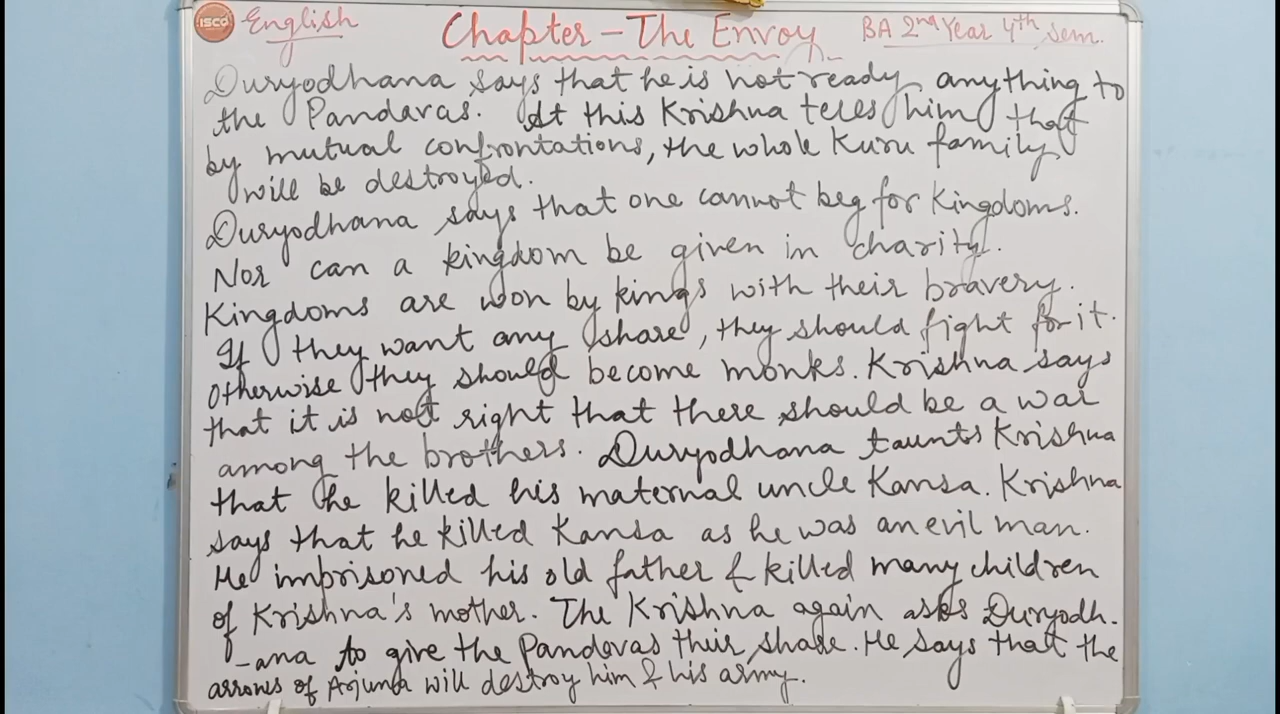 ISCO English Chapter - The Envoy BA 2nd Year 4th Sem.
Duryodhana says that he is not ready anything to
the Pandavas. At this Krishna tells him that
by mutual confrontations, the whole Kuru family
will be destroyed.
Duryodhana says that one cannot beg for Kingdoms.
Nor can a kingdom be given in charity.
Kingdoms are won by kings with their bravery.
If they want any share, they should fight for it.
Otherwise they should become monks. Krishna says
that it is not right that there should be a war
among the brothers. Duryodhana taunts Krishna
that he killed his maternal uncle Kansa. Krishna
says that he killed Kansa as he was an evil man.
He imprisoned his old father & killed many children
of Krishna's mother. The Krishna again asks Duryodh.
-ana to give the Pandavas their share. He says that the
arrows of Arjuna will destroy him & his army.